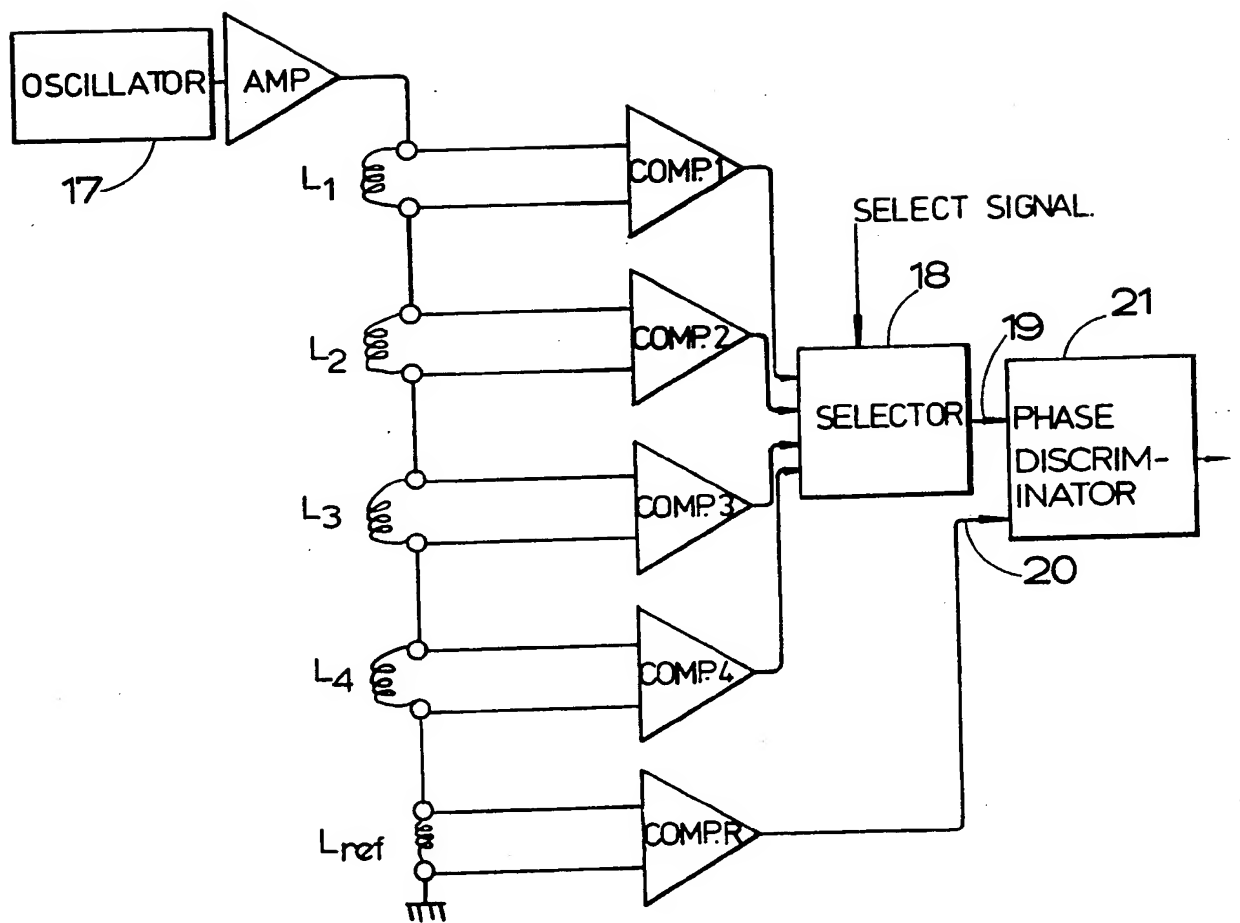 OSCILLATOR
AMP
17
L1
COMP.1
SELECT SIGNAL.
18
L2
COMP.2
19
21
SELECTOR
PHASE
DISCRIM-
INATOR
L3
COMP.3
20
L4
COMP.4
Lref
COMP.R